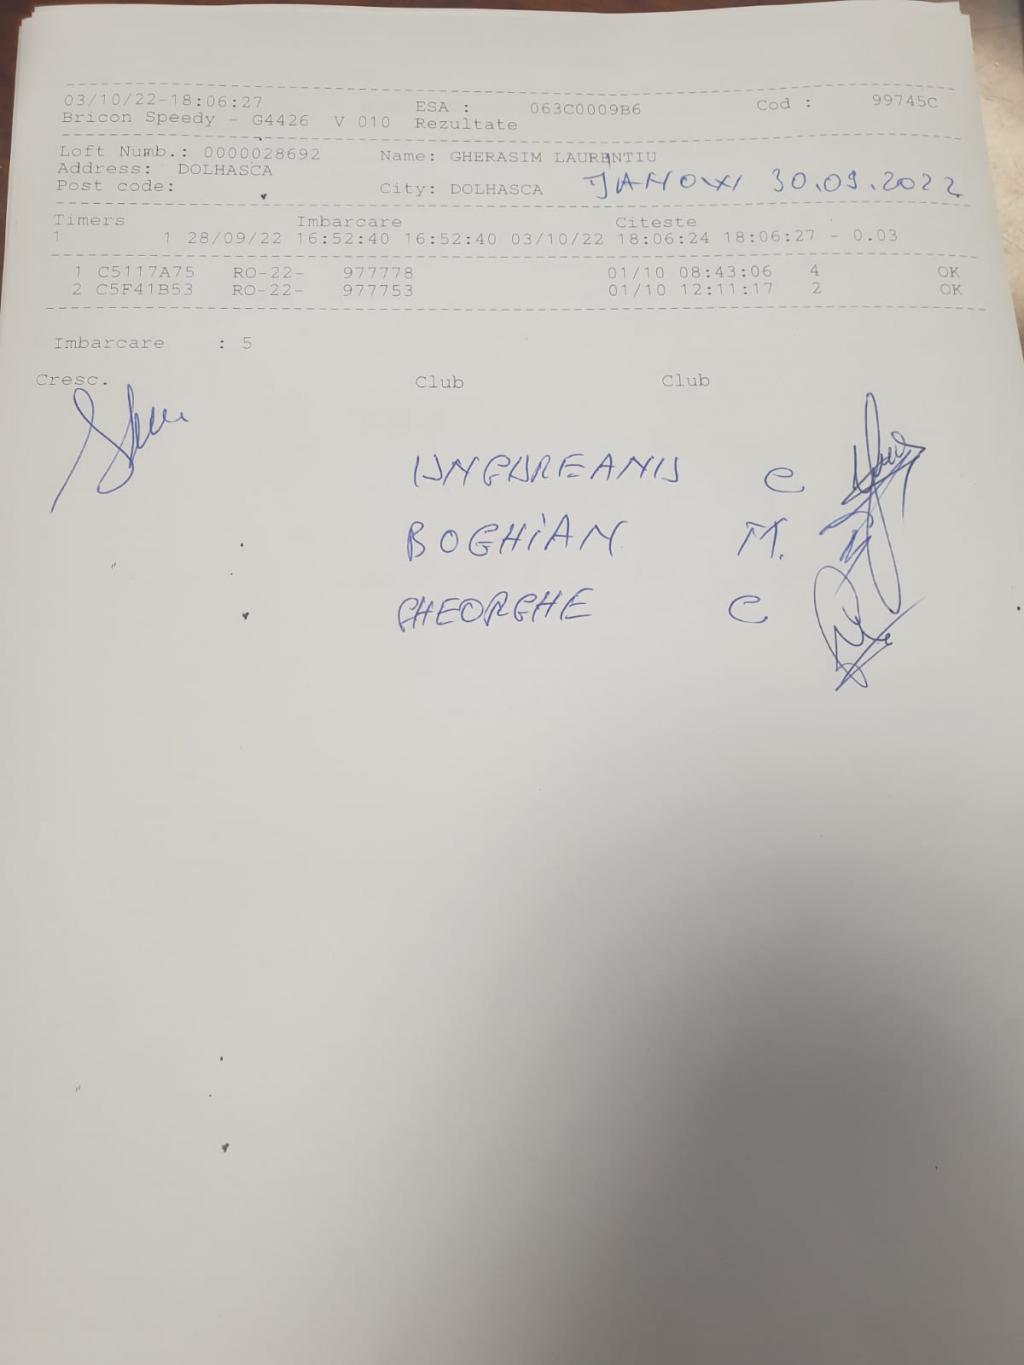 03/10/22-18:06:27 ESA : 063C0009B6 Cod : 99745C
Bricon Speedy - G4426 V 010 Rezultate
Loft Numb.: 0000028692 Name: GHERASIM LAURENTIU
Address: DOLHASCA
Post code: City: DOLHASCA 30.09.2022
Timers Imbarcare Citeste
1 1 28/09/22 16:52:40 16:52:40 03/10/22 18:06:24 18:06:27 - 0.03
1 C5117A75 RO-22- 977778 01/10 08:43:06 4 OK
2 C5F41B53 RO-22- 977753 01/10 12:11:17 2 OK
Imbarcare : 5
Cresc. Club Club
UNGUREANU C
BOGHIAN M.
GHEORGHE C